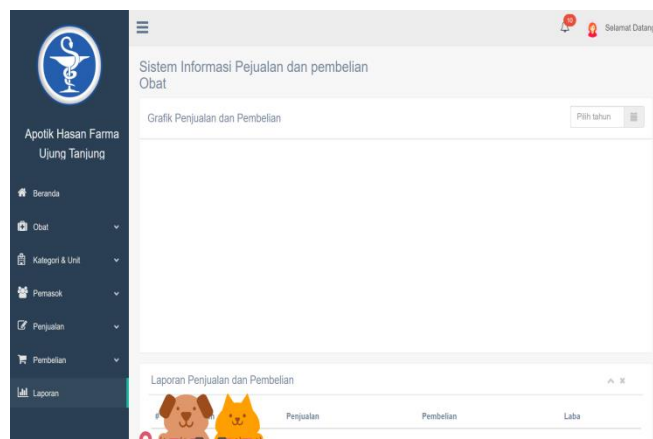 10
Selamat Datang
Sistem Informasi Pejualan dan pembelian
Obat
Grafik Penjualan dan Pembelian
Pilih tahun
Apotik Hasan Farma
Ujung Tanjung
Beranda
Obat
Kategori & Unit
Pemasok
Penjualan
Pembelian
Laporan
Laporan Penjualan dan Pembelian
# Penjualan Pembelian Laba